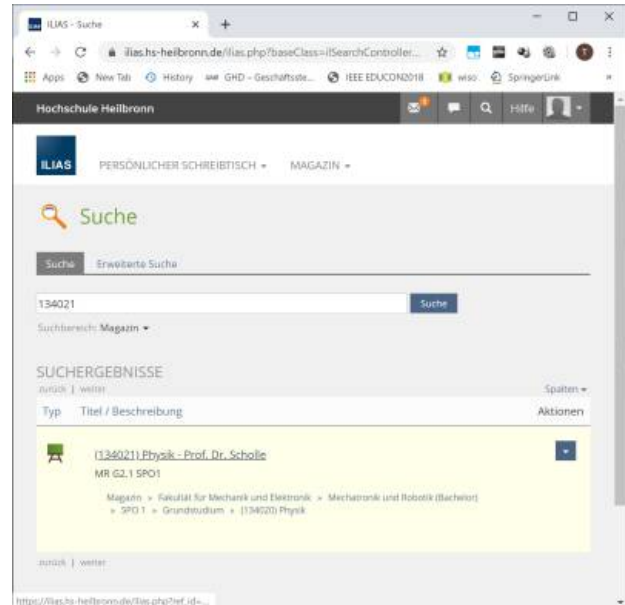 ILIAS - Suche
ilias.hs-heilbronn.de/ilias.php?baseClass=ilSearchController...
Apps New Tab History GHD - Geschäftsste... IEEE EDUCON2018 wiso SpringerLink »
Hochschule Heilbronn
Hilfe
ILIAS PERSÖNLICHER SCHREIBTISCH MAGAZIN
Suche
Suche Erweiterte Suche
134021 Suche
Suchbereich: Magazin
SUCHERGEBNISSE
zurück | weiter Spalten
Typ Titel / Beschreibung Aktionen
(134021) Physik - Prof. Dr. Scholle
MR G2.1 SPO1
Magazin » Fakultät für Mechanik und Elektronik » Mechatronik und Robotik (Bachelor)
» SPO 1 » Grundstudium » (134020) Physik
zurück | weiter
https://ilias.hs-heilbronn.de/ilias.php?ref_id=...